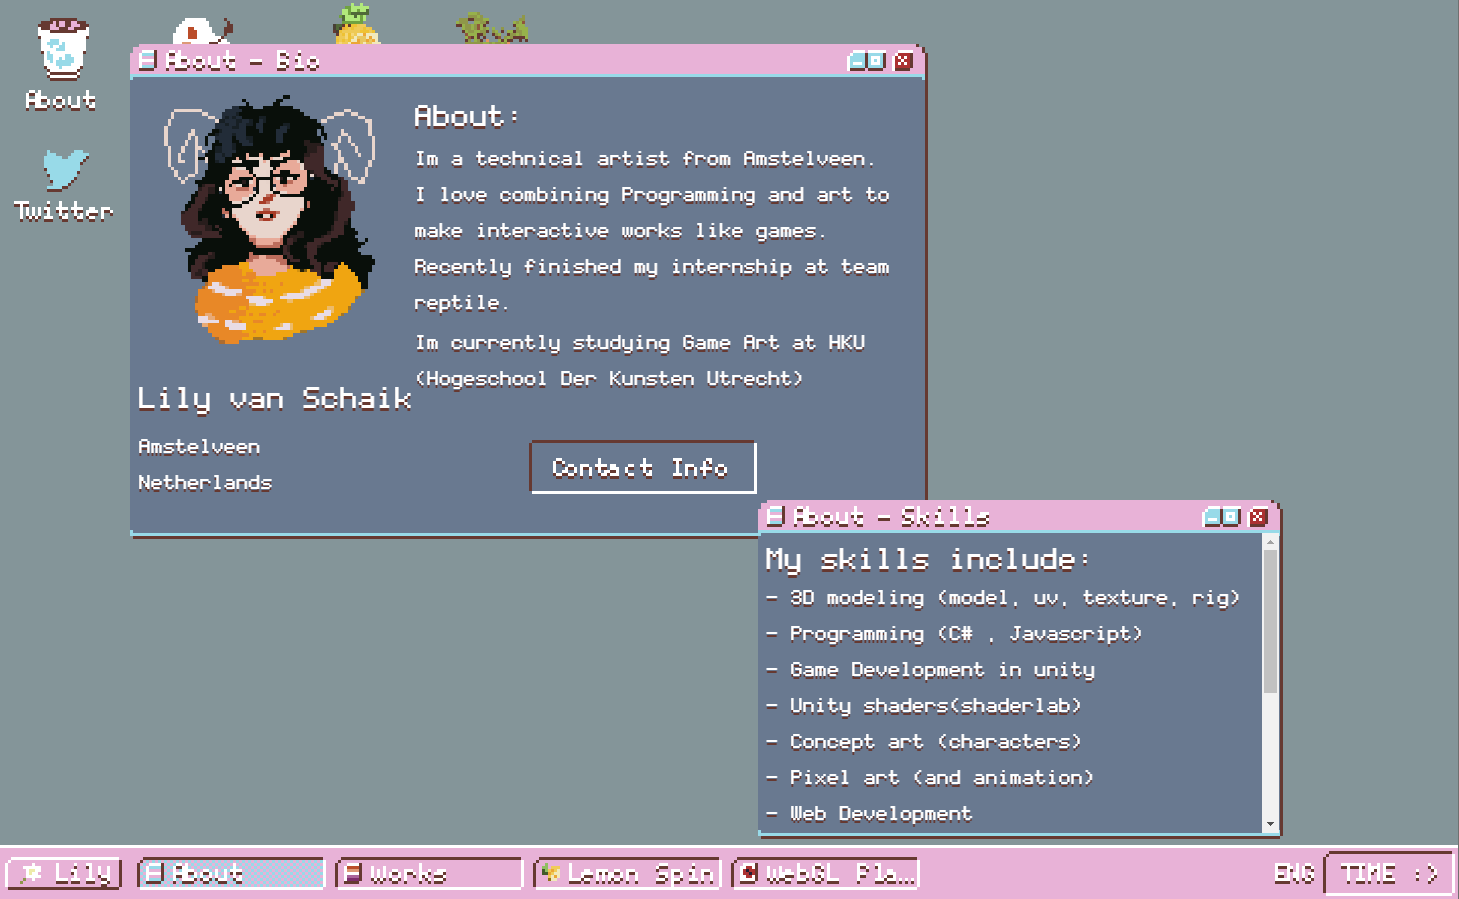 About
Twitter
About - Bio
About:
Im a technical artist from Amstelveen.
I love combining Programming and art to
make interactive works like games.
Recently finished my internship at team
reptile.
Im currently studying Game Art at HKU
(Hogeschool Der Kunsten Utrecht)
Lily van Schaik
Amstelveen
Netherlands
Contact Info
About - Skills
My skills include:
- 3D modeling (model, uv, texture, rig)
- Programming (C# , Javascript)
- Game Development in unity
- Unity shaders(shaderlab)
- Concept art (characters)
- Pixel art (and animation)
- Web Development
Lily
About
Works
Lemon Spin
WebGL Pla...
ENG
TIME :)